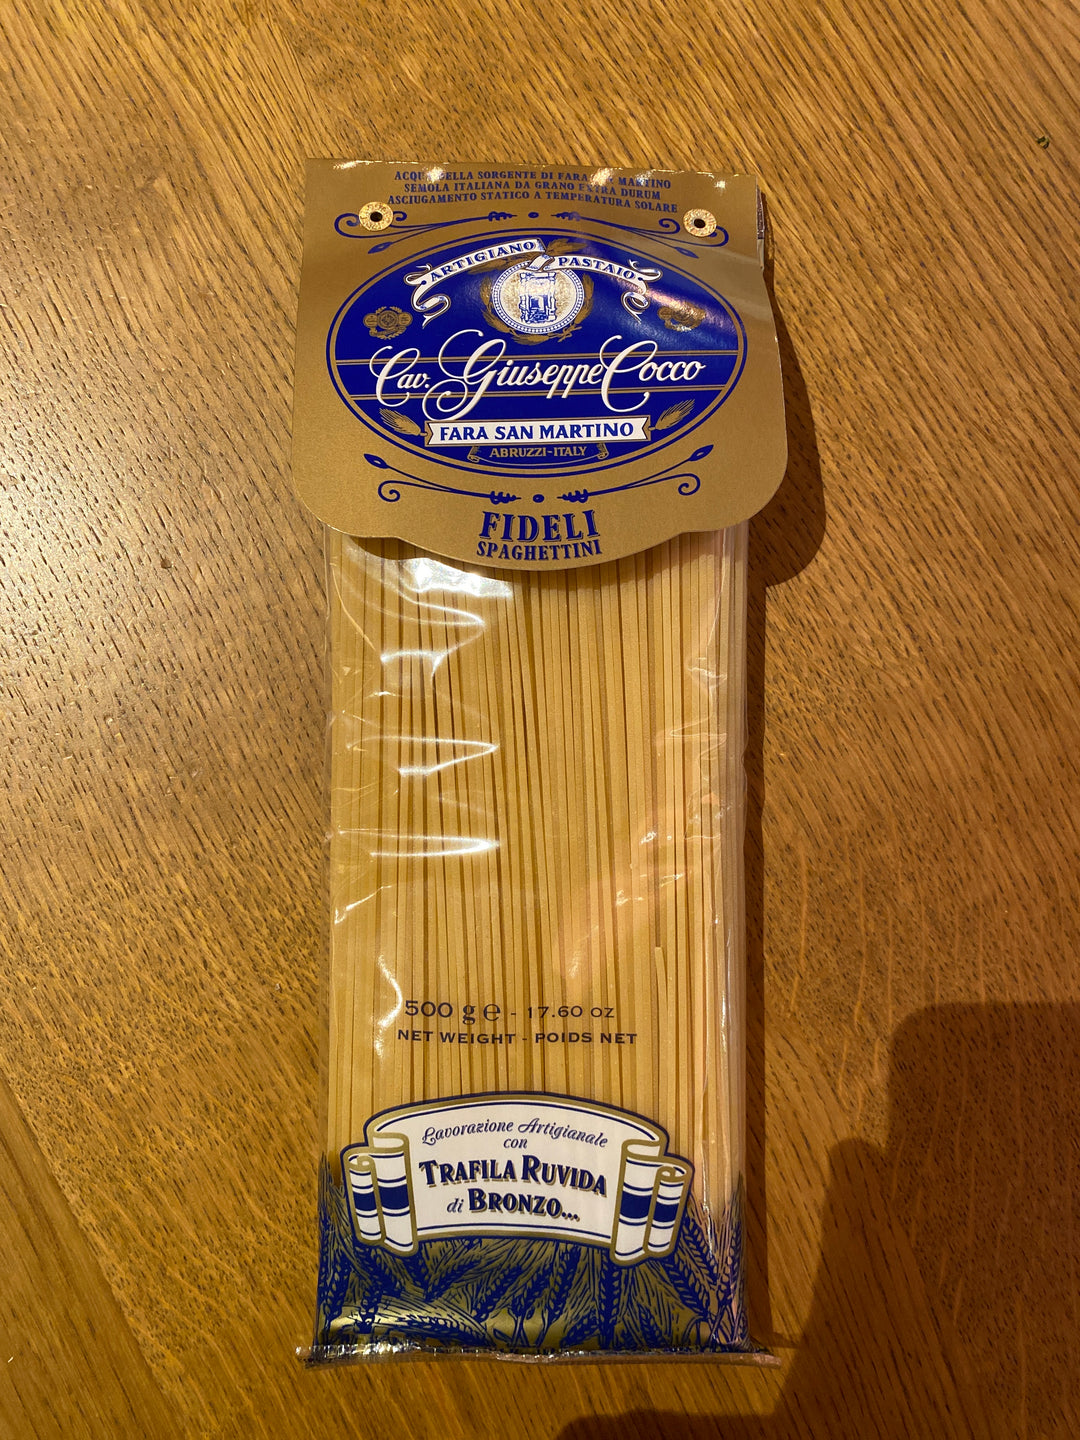 ACQUA DELLA SORGENTE DI FARA SAN MARTINO
SEMOLA ITALIANA DA GRANO EXTRA DURUM
ASCIUGAMENTO STATICO A TEMPERATURA SOLARE
ARTIGIANO PASTAIO
Cav. Giuseppe Cocco
FARA SAN MARTINO
ABRUZZI-ITALY
FIDELI
SPAGHETTINI
500 g ℮ - 17.60 OZ
NET WEIGHT - POIDS NET
Lavorazione Artigianale
con
TRAFILA RUVIDA
di BRONZO...